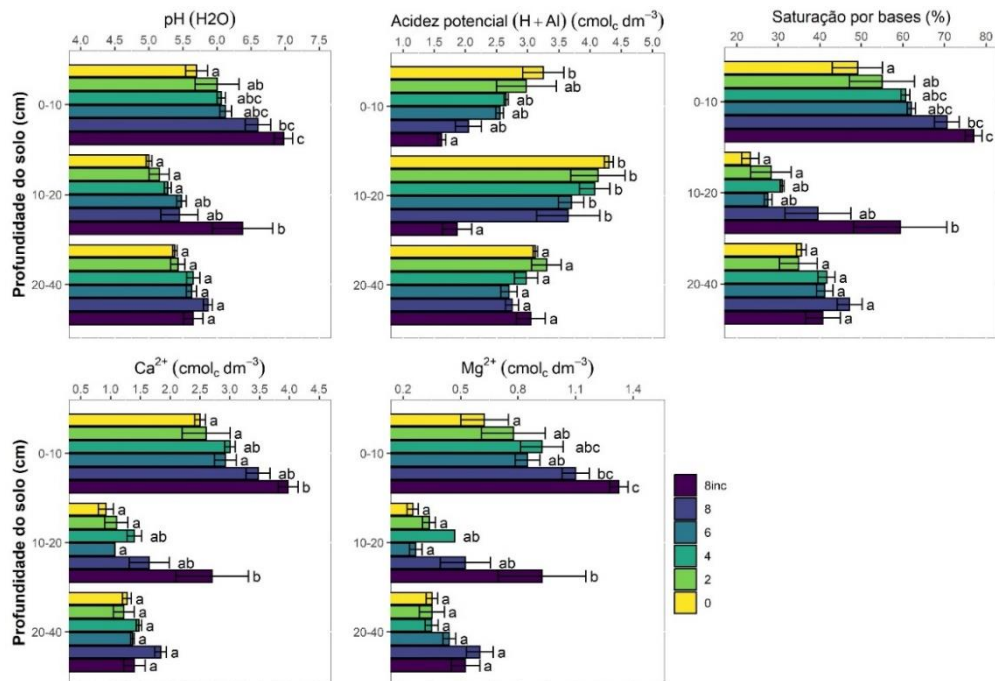 pH (H2O)
4.0 4.5 5.0 5.5 6.0 6.5 7.0
Profundidade do solo (cm)
0-10
a
ab
abc
abc
bc
c
10-20
a
ab
ab
ab
ab
b
20-40
a
a
a
a
a
a
Acidez potencial (H + Al) (cmolc dm−3)
1.0 1.5 2.0 2.5 3.0 3.5 4.0 4.5 5.0
0-10
b
ab
ab
ab
ab
a
10-20
b
b
b
b
b
a
20-40
a
a
a
a
a
a
Saturação por bases (%)
20 30 40 50 60 70 80
0-10
a
ab
abc
abc
bc
c
10-20
a
ab
ab
ab
ab
b
20-40
a
a
a
a
a
a
Ca2+ (cmolc dm−3)
0.5 1.0 1.5 2.0 2.5 3.0 3.5 4.0 4.5
Profundidade do solo (cm)
0-10
a
a
ab
a
ab
b
10-20
a
a
ab
a
ab
b
20-40
a
a
a
a
a
a
Mg2+ (cmolc dm−3)
0.2 0.5 0.8 1.1 1.4
0-10
a
ab
abc
ab
bc
c
10-20
a
a
ab
a
ab
b
20-40
a
a
a
a
a
a
8inc
8
6
4
2
0